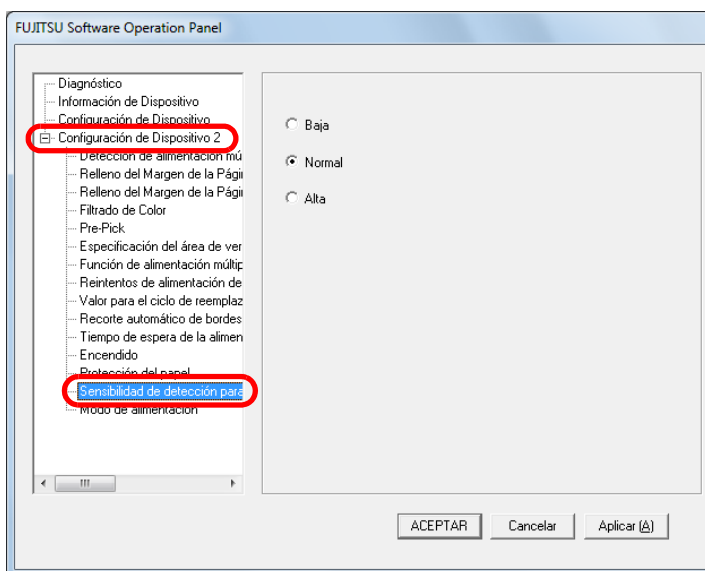 FUJITSU Software Operation Panel
Diagnóstico
Información de Dispositivo
Configuración de Dispositivo
Configuración de Dispositivo 2
Detección de alimentación mú
Relleno del Margen de la Pági
Relleno del Margen de la Pági
Filtrado de Color
Pre-Pick
Especificación del área de ver
Función de alimentación múltip
Reintentos de alimentación de
Valor para el ciclo de reemplaz
Recorte automático de bordes
Tiempo de espera de la alimen
Encendido
Protección del papel
Sensibilidad de detección para
Modo de alimentación
Baja
Normal
Alta
ACEPTAR
Cancelar
Aplicar (A)